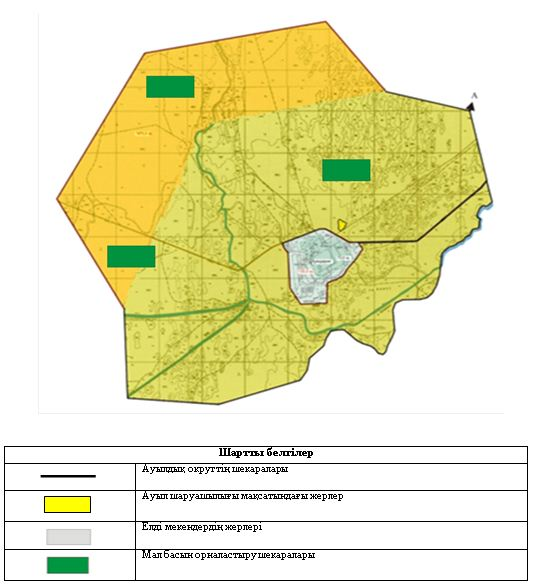 А
Шартты белгілер
Ауылдық округтің шекаралары
Ауыл шаруашылығы мақсатындағы жерлер
Елді мекендердің жерлері
Мал басын орналастыру шекаралары